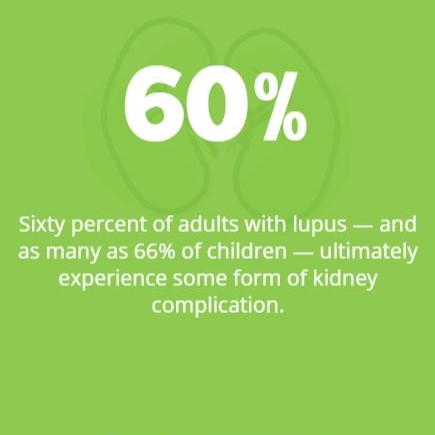 60%
Sixty percent of adults with lupus — and
as many as 66% of children — ultimately
experience some form of kidney
complication.